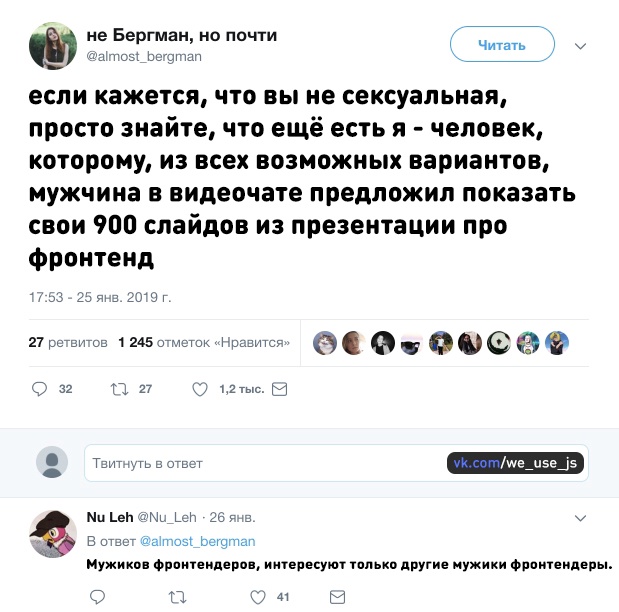 не Бергман, но почти
@almost_bergman
Читать
если кажется, что вы не сексуальная,
просто знайте, что ещё есть я - человек,
которому, из всех возможных вариантов,
мужчина в видеочате предложил показать
свои 900 слайдов из презентации про
фронтенд
17:53 - 25 янв. 2019 г.
27 ретвитов 1 245 отметок «Нравится»
32 27 1,2 тыс.
Твитнуть в ответ
vk.com/we_use_js
Nu Leh @Nu_Leh · 26 янв.
В ответ @almost_bergman
Мужиков фронтендеров, интересуют только другие мужики фронтендеры.
41